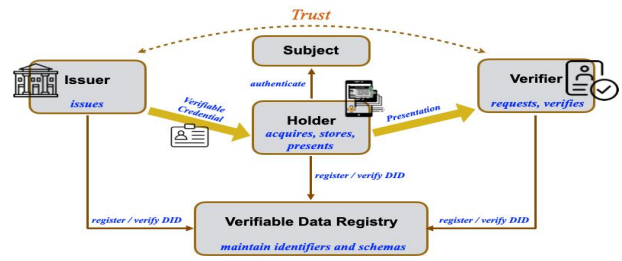 Trust
Subject
Issuer
issues
Verifier
requests, verifies
authenticate
Verifiable
Credential
Holder
acquires, stores,
presents
Presentation
register / verify DID
register / verify DID
register / verify DID
Verifiable Data Registry
maintain identifiers and schemas